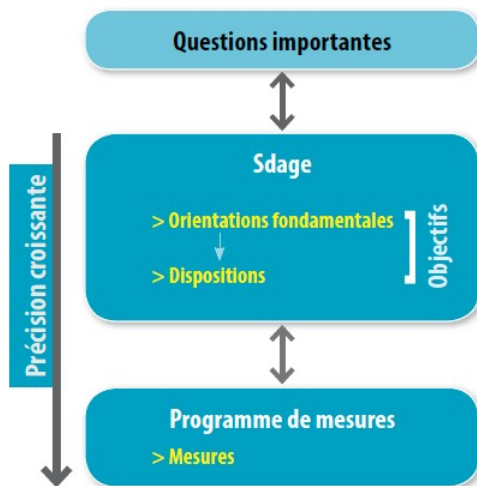 Questions importantes
Précision croissante
Sdage
> Orientations fondamentales
> Dispositions
Objectifs
Programme de mesures
> Mesures